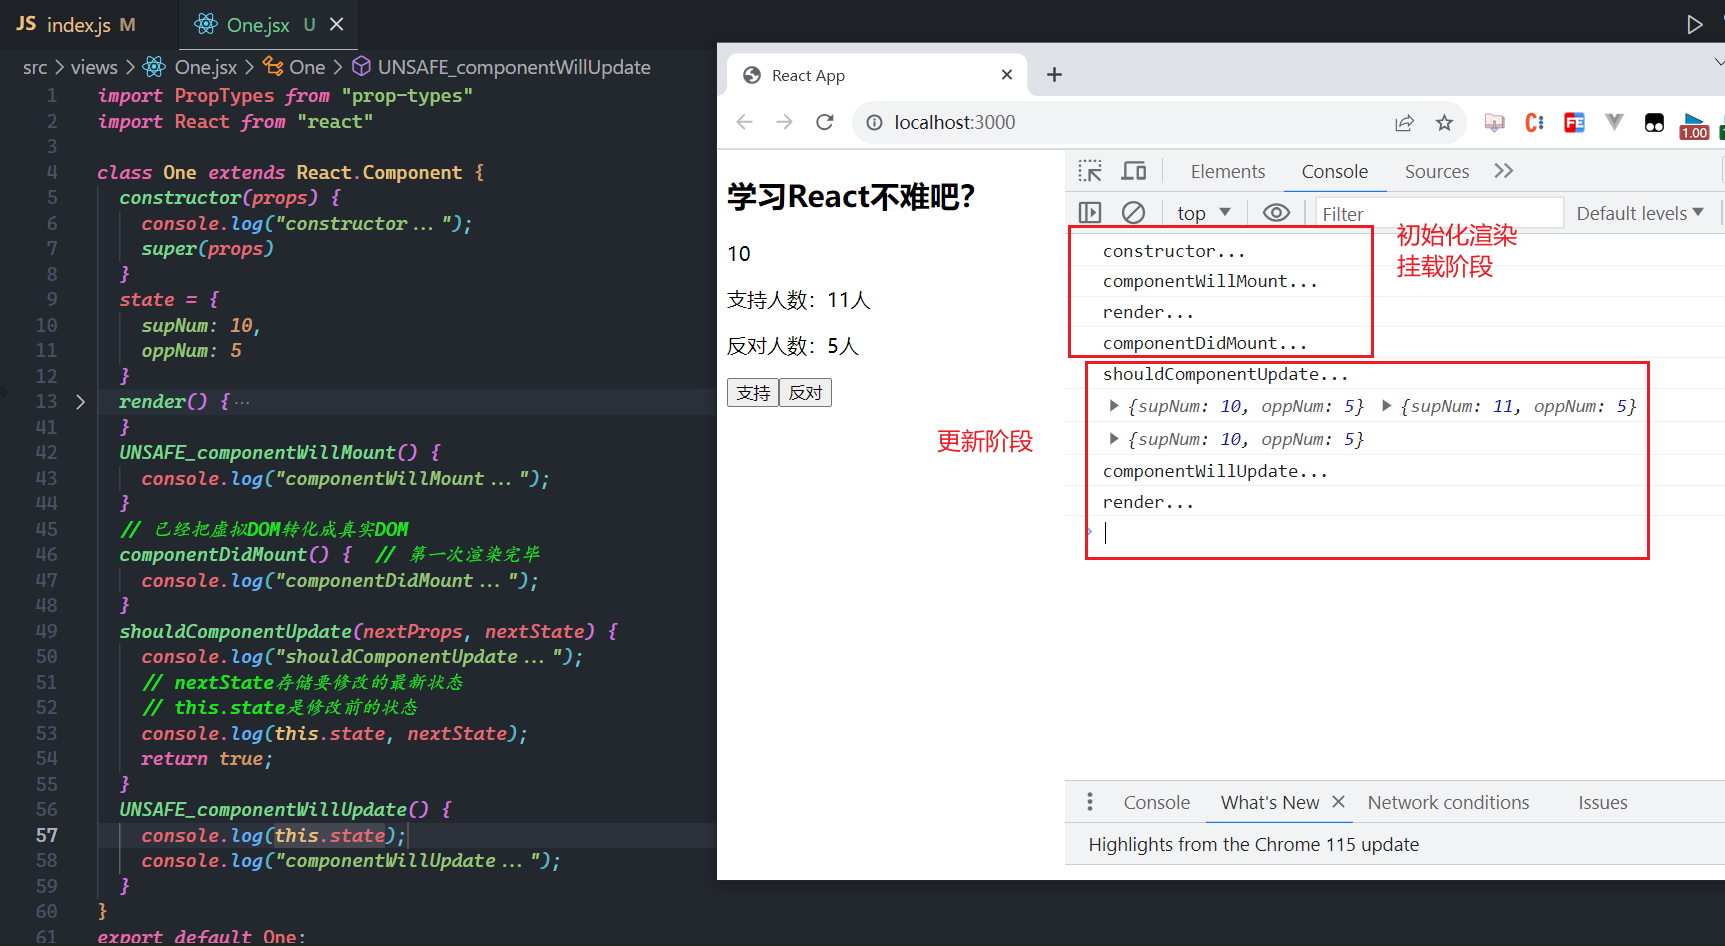 JS index.js M
One.jsx U
src > views > One.jsx > One > UNSAFE_componentWillUpdate
1 import PropTypes from "prop-types"
2 import React from "react"
3
4 class One extends React.Component {
5 constructor(props) {
6 console.log("constructor...");
7 super(props)
8 }
9 state = {
10 supNum: 10,
11 oppNum: 5
12 }
13 render() {…
41 }
42 UNSAFE_componentWillMount() {
43 console.log("componentWillMount...");
44 }
45 // 已经把虚拟DOM转化成真实DOM
46 componentDidMount() { // 第一次渲染完毕
47 console.log("componentDidMount...");
48 }
49 shouldComponentUpdate(nextProps, nextState) {
50 console.log("shouldComponentUpdate...");
51 // nextState存储要修改的最新状态
52 // this.state是修改前的状态
53 console.log(this.state, nextState);
54 return true;
55 }
56 UNSAFE_componentWillUpdate() {
57 console.log(this.state);
58 console.log("componentWillUpdate...");
59 }
60 }
61 export default One;
React App
localhost:3000
1.00
学习React不难吧?
10
支持人数：11人
反对人数：5人
支持 反对
更新阶段
Elements Console Sources
top Filter Default levels
constructor...
componentWillMount...
render...
componentDidMount...
初始化渲染
挂载阶段
shouldComponentUpdate...
{supNum: 10, oppNum: 5} {supNum: 11, oppNum: 5}
{supNum: 10, oppNum: 5}
componentWillUpdate...
render...
Console What's New Network conditions Issues
Highlights from the Chrome 115 update